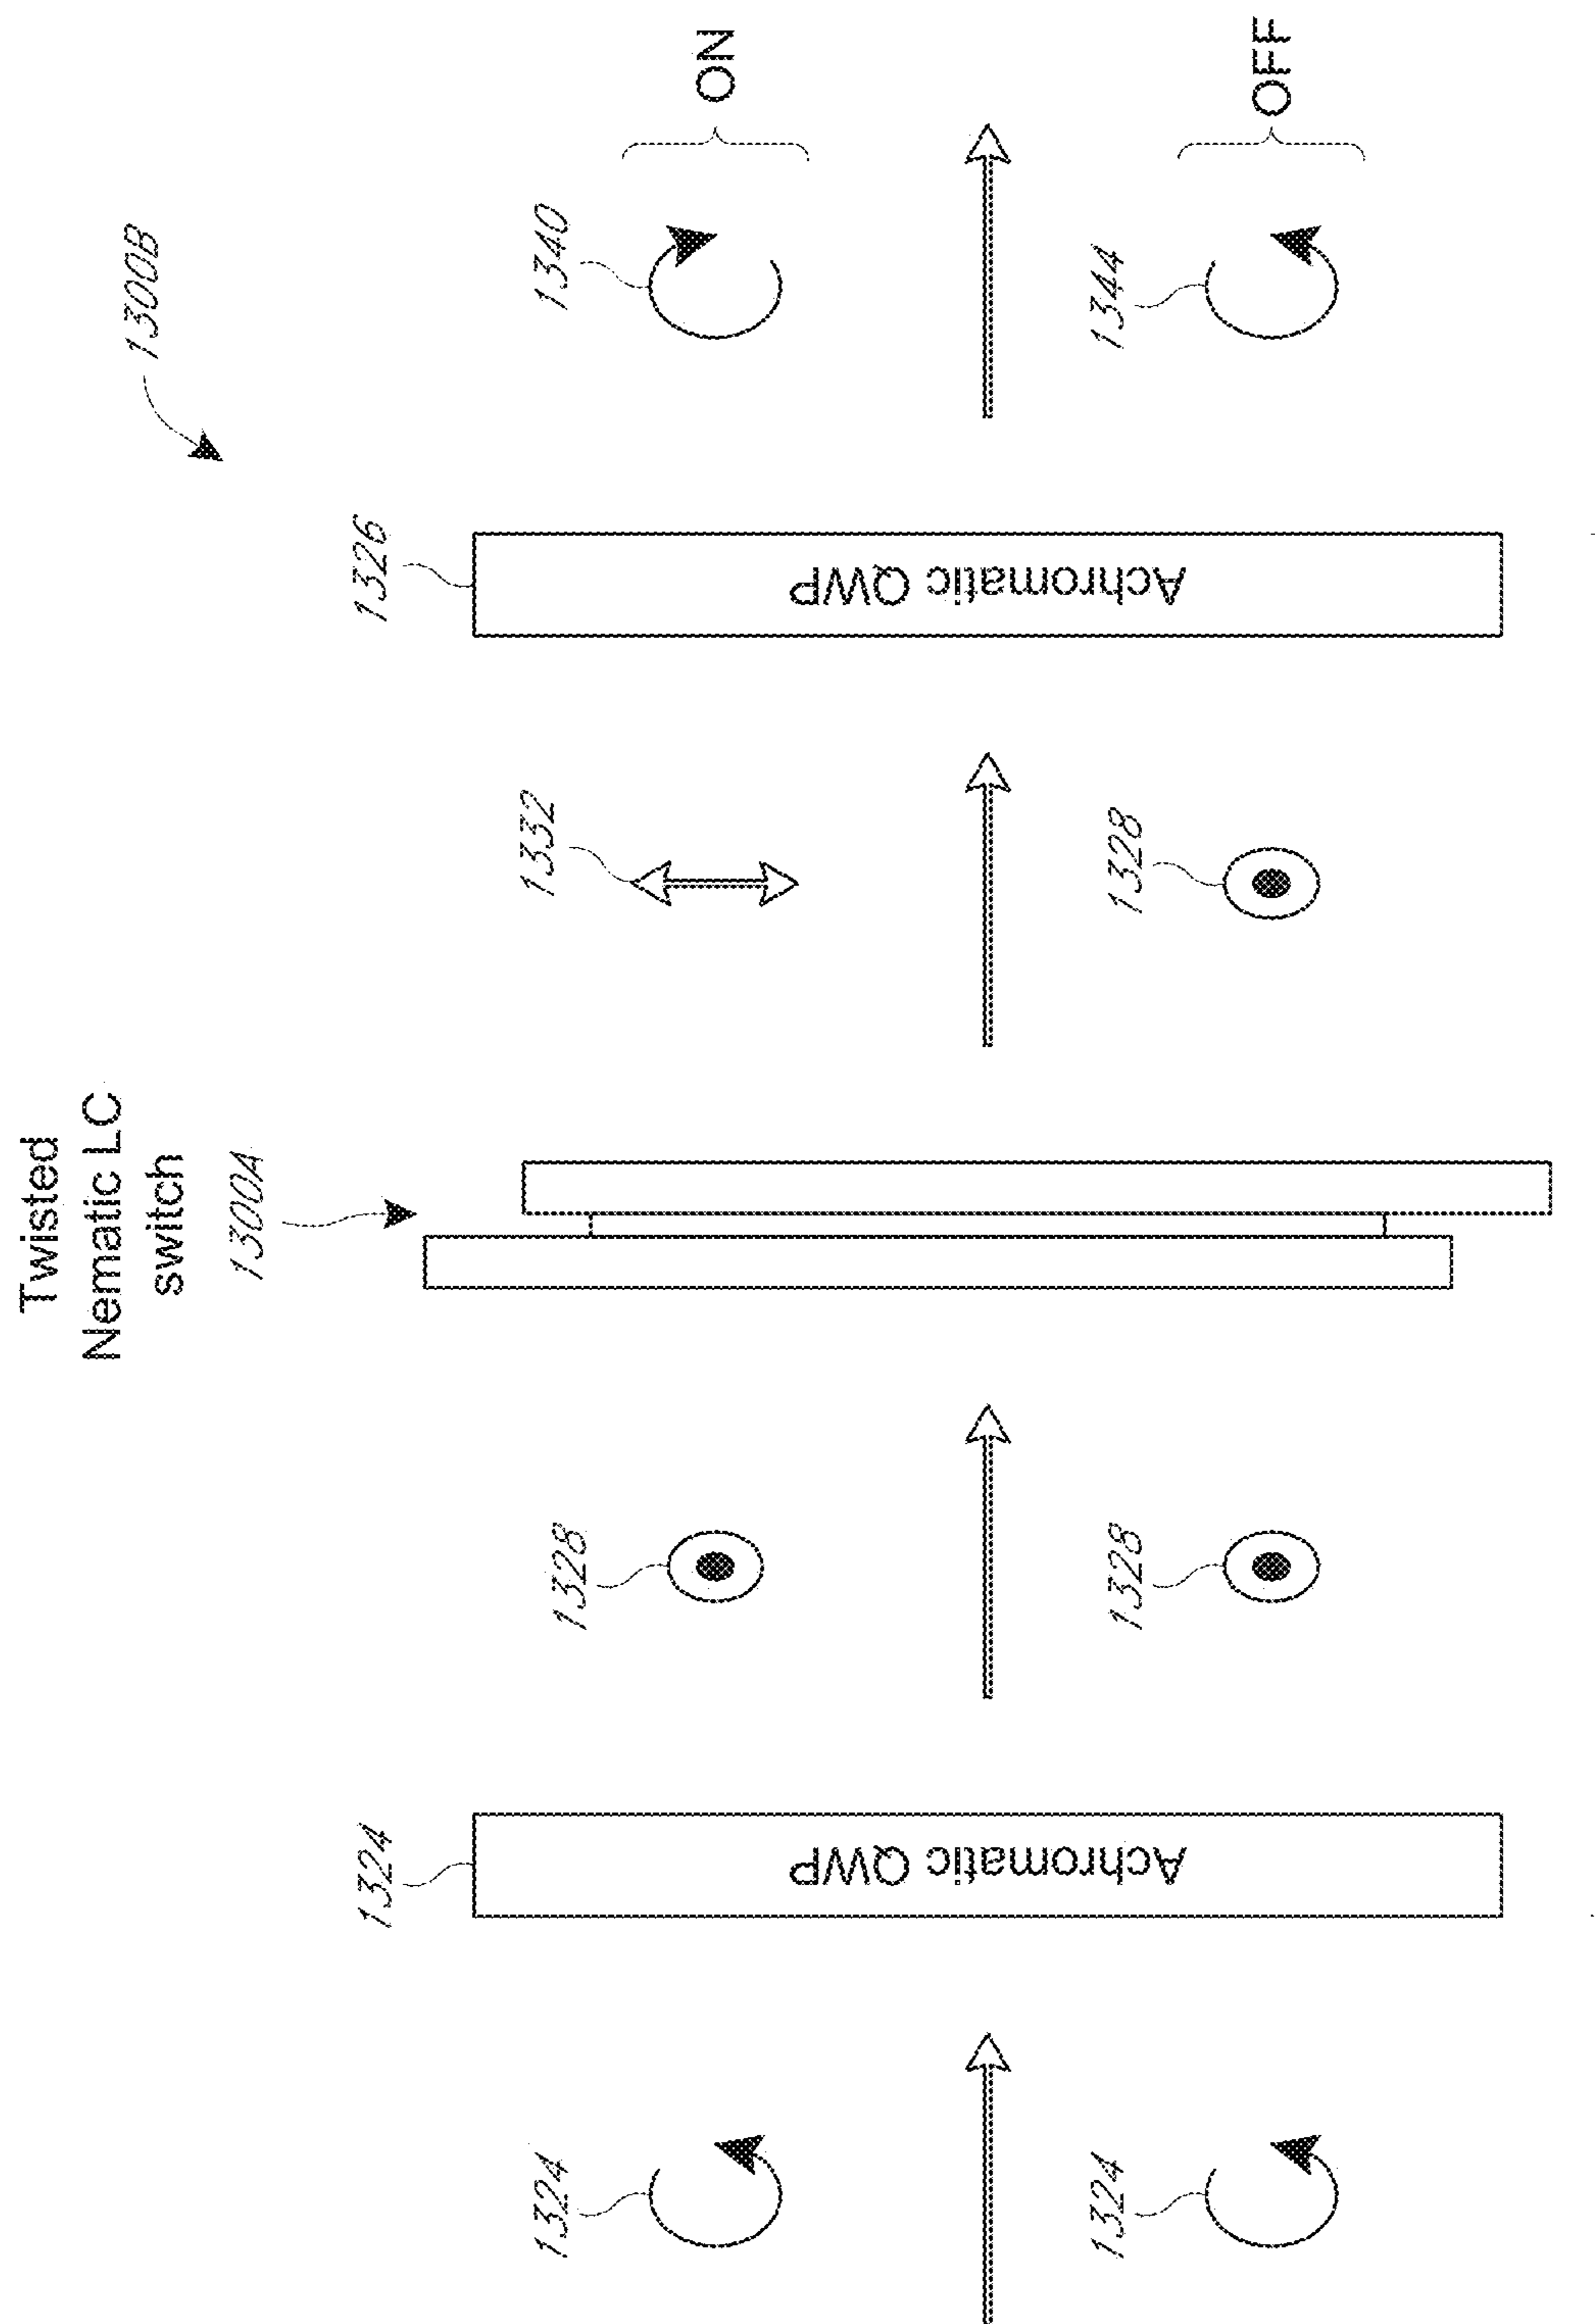 Twisted
Nematic LC
switch
1300A
1300B
1324
1324
1324
Achromatic QWP
1328
1328
1332
1328
1326
Achromatic QWP
1340
1344
ON
OFF